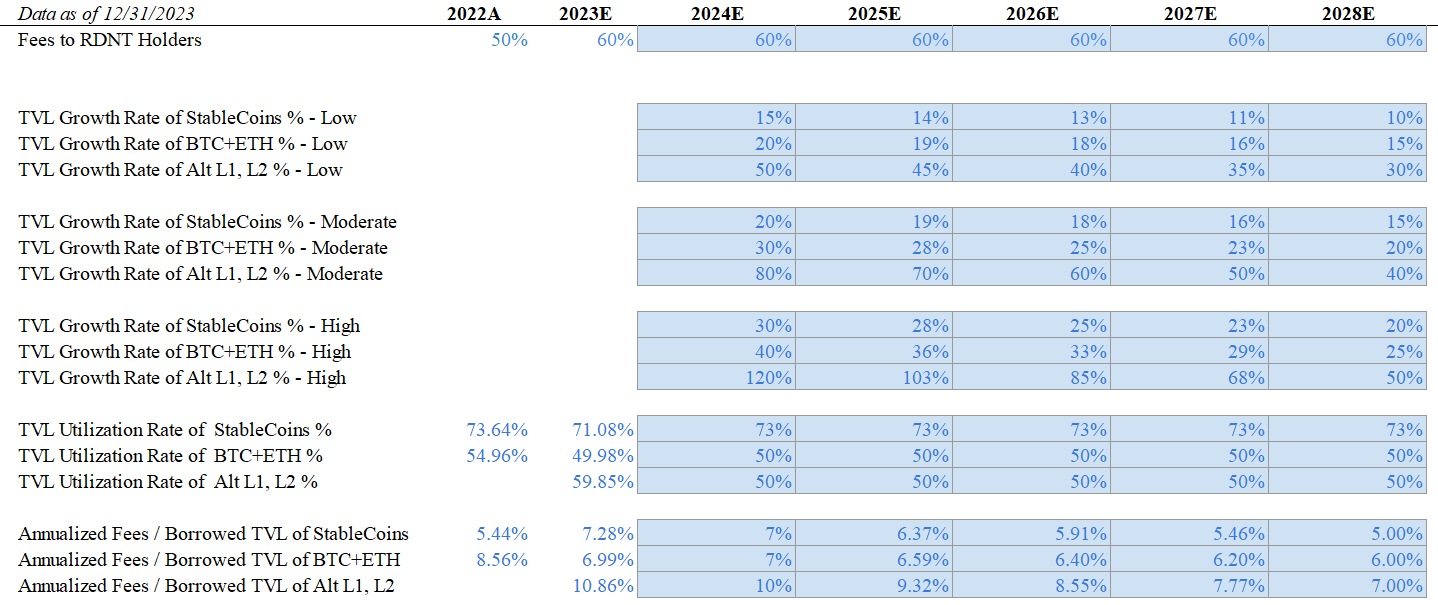 Data as of 12/31/2023 2022A 2023E 2024E 2025E 2026E 2027E 2028E
Fees to RDNT Holders 50% 60% 60% 60% 60% 60% 60%
TVL Growth Rate of StableCoins % - Low 15% 14% 13% 11% 10%
TVL Growth Rate of BTC+ETH % - Low 20% 19% 18% 16% 15%
TVL Growth Rate of Alt L1, L2 % - Low 50% 45% 40% 35% 30%
TVL Growth Rate of StableCoins % - Moderate 20% 19% 18% 16% 15%
TVL Growth Rate of BTC+ETH % - Moderate 30% 28% 25% 23% 20%
TVL Growth Rate of Alt L1, L2 % - Moderate 80% 70% 60% 50% 40%
TVL Growth Rate of StableCoins % - High 30% 28% 25% 23% 20%
TVL Growth Rate of BTC+ETH % - High 40% 36% 33% 29% 25%
TVL Growth Rate of Alt L1, L2 % - High 120% 103% 85% 68% 50%
TVL Utilization Rate of StableCoins % 73.64% 71.08% 73% 73% 73% 73% 73%
TVL Utilization Rate of BTC+ETH % 54.96% 49.98% 50% 50% 50% 50% 50%
TVL Utilization Rate of Alt L1, L2 % 59.85% 50% 50% 50% 50% 50%
Annualized Fees / Borrowed TVL of StableCoins 5.44% 7.28% 7% 6.37% 5.91% 5.46% 5.00%
Annualized Fees / Borrowed TVL of BTC+ETH 8.56% 6.99% 7% 6.59% 6.40% 6.20% 6.00%
Annualized Fees / Borrowed TVL of Alt L1, L2 10.86% 10% 9.32% 8.55% 7.77% 7.00%